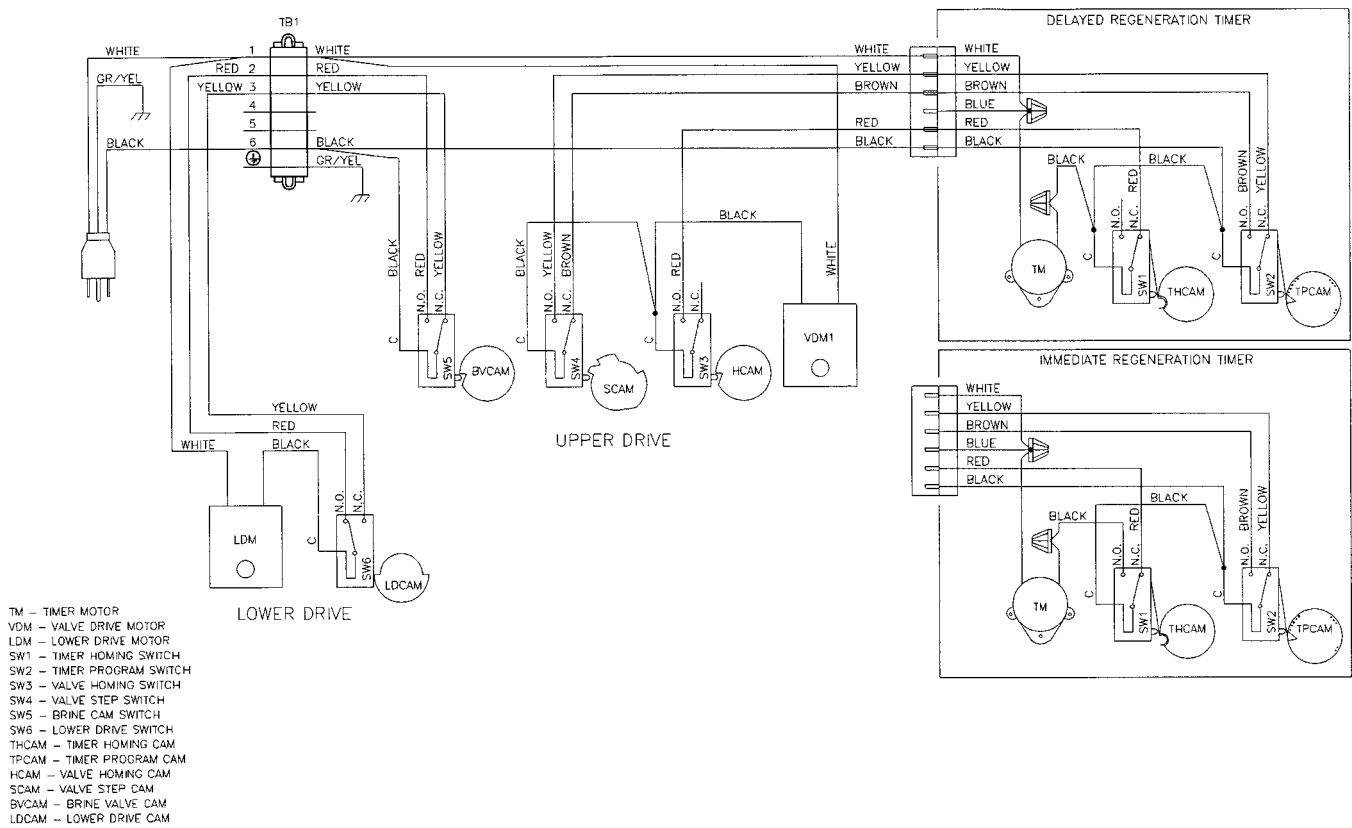 DELAYED REGENERATION TIMER
TB1
WHITE 1 WHITE
RED 2 RED
YELLOW 3 YELLOW
4
5
BLACK 6 BLACK
GR/YEL
GR/YEL
WHITE WHITE
YELLOW YELLOW
BROWN BROWN
BLUE
RED RED
BLACK BLACK
BLACK
BLACK
RED
BROWN
YELLOW
N.O.
N.C.
N.O.
N.C.
C
C
TM
SW1
THCAM
SW2
TPCAM
BLACK
RED
YELLOW
N.O.
N.C.
C
SW5
BVCAM
BLACK
YELLOW
BROWN
N.O.
N.C.
C
SW4
SCAM
BLACK
RED
N.O.
N.C.
C
SW3
HCAM
WHITE
VDM1
UPPER DRIVE
YELLOW
RED
WHITE
BLACK
N.O.
N.C.
C
LDM
SW6
LDCAM
LOWER DRIVE
IMMEDIATE REGENERATION TIMER
WHITE
YELLOW
BROWN
BLUE
RED
BLACK
BLACK
BLACK
RED
BROWN
YELLOW
N.O.
N.C.
N.O.
N.C.
C
C
TM
SW1
THCAM
SW2
TPCAM
TM – TIMER MOTOR
VDM – VALVE DRIVE MOTOR
LDM – LOWER DRIVE MOTOR
SW1 – TIMER HOMING SWITCH
SW2 – TIMER PROGRAM SWITCH
SW3 – VALVE HOMING SWITCH
SW4 – VALVE STEP SWITCH
SW5 – BRINE CAM SWITCH
SW6 – LOWER DRIVE SWITCH
THCAM – TIMER HOMING CAM
TPCAM – TIMER PROGRAM CAM
HCAM – VALVE HOMING CAM
SCAM – VALVE STEP CAM
BVCAM – BRINE VALVE CAM
LDCAM – LOWER DRIVE CAM